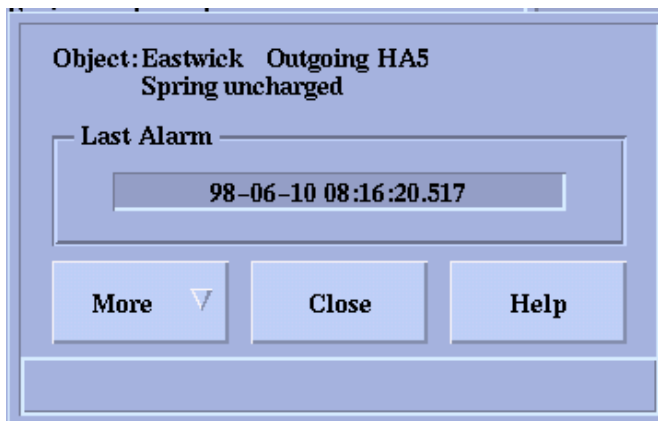 Object: Eastwick Outgoing HA5
Spring uncharged
Last Alarm
98-06-10 08:16:20.517
More Close Help